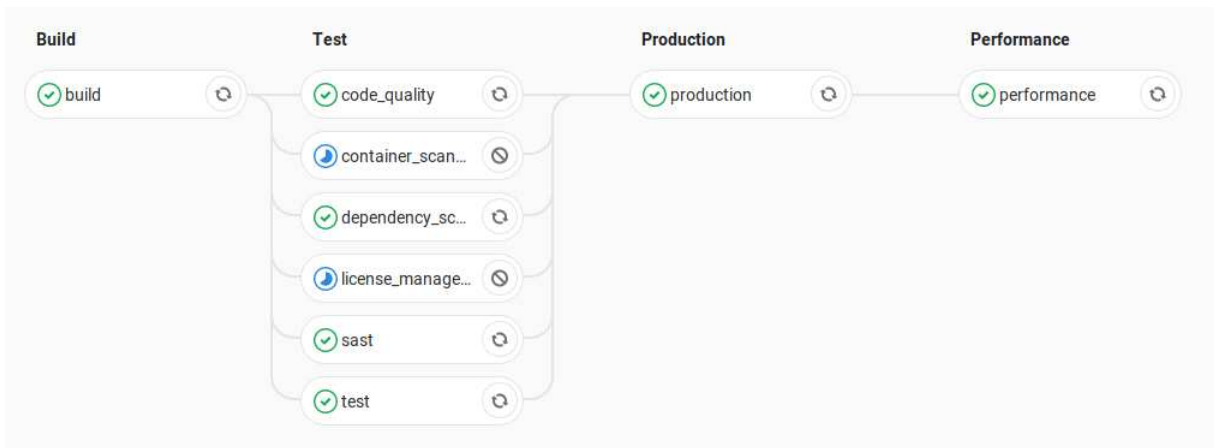 Build
Test
Production
Performance
build
code_quality
production
performance
container_scan...
dependency_sc...
license_manage...
sast
test